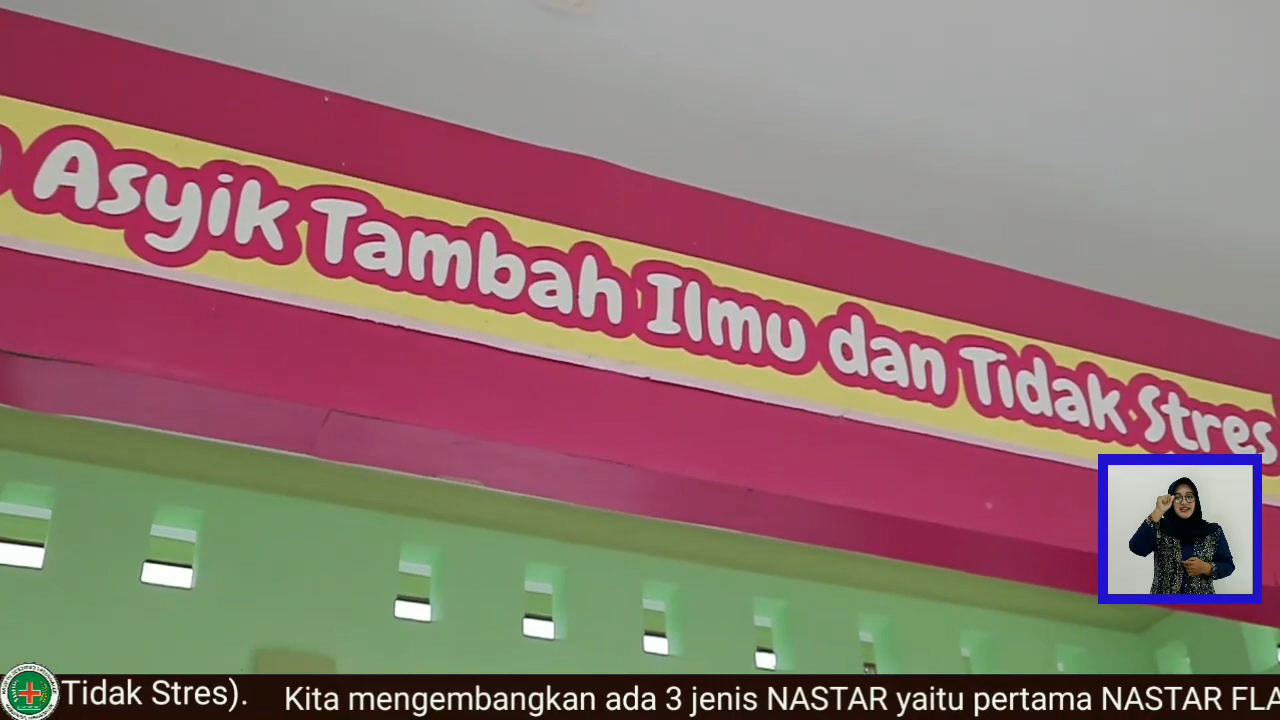 Asyik Tambah Ilmu dan Tidak Stres
Tidak Stres). Kita mengembangkan ada 3 jenis NASTAR yaitu pertama NASTAR FLA